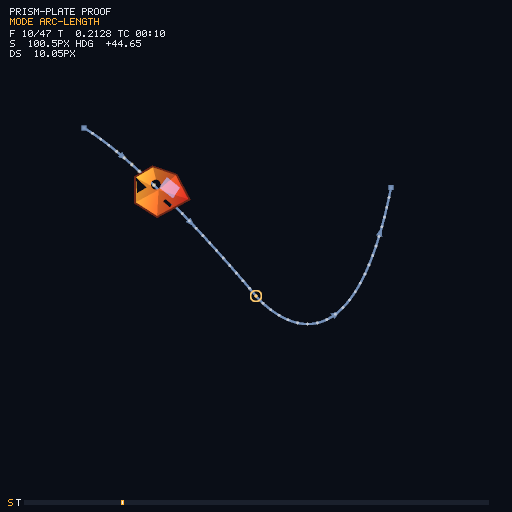 PRISM-PLATE PROOF
MODE ARC-LENGTH
F 10/47 T  0.2128 TC 00:10
S  100.5PX HDG  +44.65
DS  10.05PX
ST